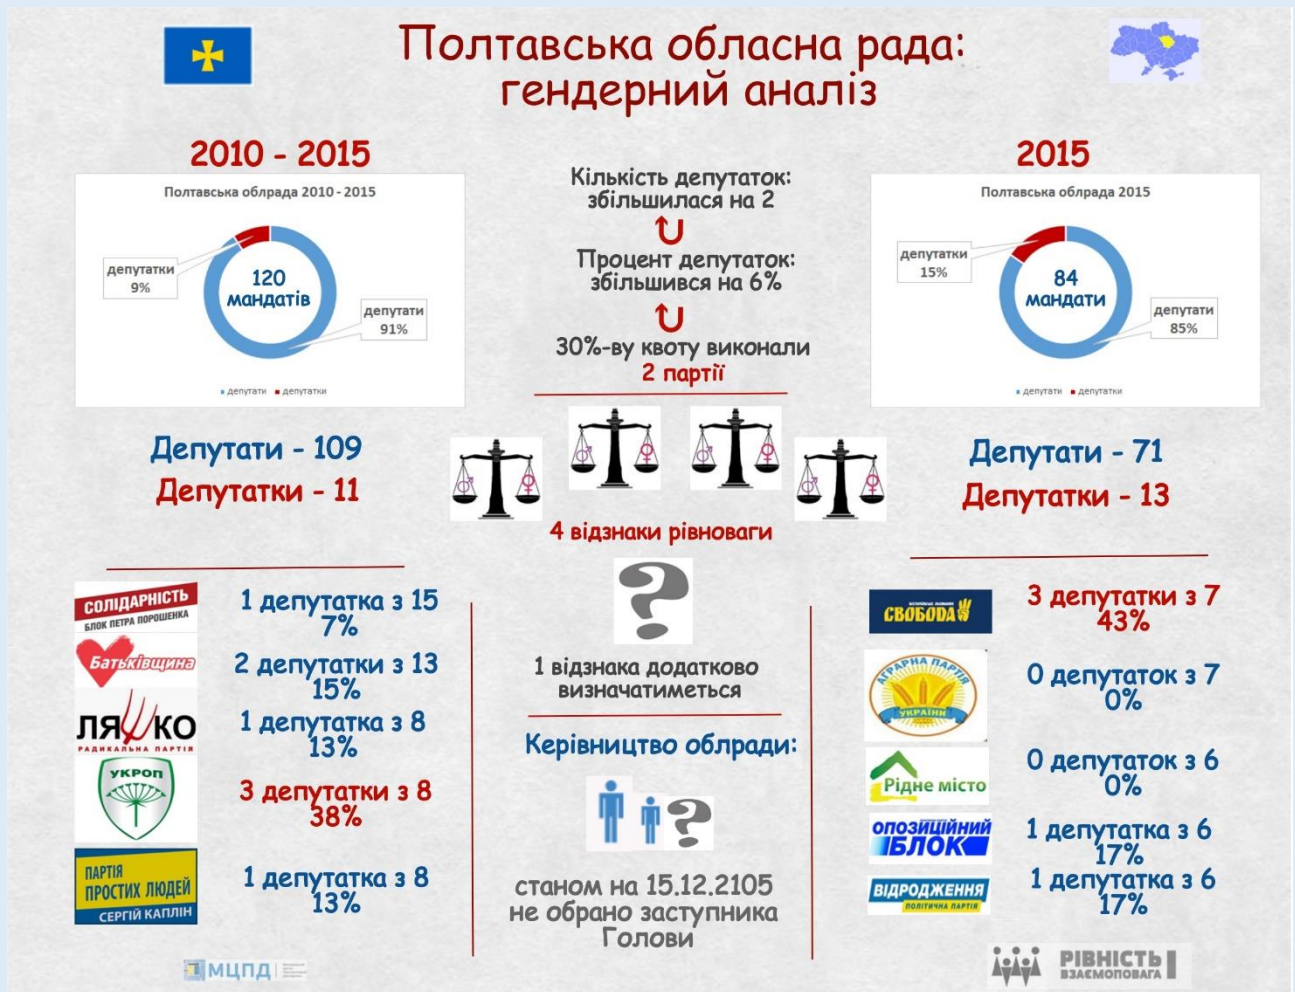 Полтавська обласна рада:
гендерний аналіз
2010 - 2015
Полтавська облрада 2010 - 2015
депутатки
9%
120
мандатів
депутати
91%
депутати депутатки
Депутати - 109
Депутатки - 11
Кількість депутаток:
збільшилася на 2
Процент депутаток:
збільшився на 6%
30%-ву квоту виконали
2 партії
4 відзнаки рівноваги
?
1 відзнака додатково
визначатиметься
2015
Полтавська облрада 2015
депутатки
15%
84
мандати
депутати
85%
депутати депутатки
Депутати - 71
Депутатки - 13
СОЛІДАРНІСТЬ
БЛОК ПЕТРА ПОРОШЕНКА
1 депутатка з 15
7%
Батьківщина
2 депутатки з 13
15%
ЛЯШКО
РАДИКАЛЬНА ПАРТІЯ
1 депутатка з 8
13%
УКРОП
3 депутатки з 8
38%
ПАРТІЯ
ПРОСТИХ ЛЮДЕЙ
СЕРГІЙ КАПЛІН
1 депутатка з 8
13%
Керівництво облради:
?
станом на 15.12.2105
не обрано заступника
Голови
СВОБОДА
3 депутатки з 7
43%
АГРАРНА ПАРТІЯ
УКРАЇНИ
0 депутаток з 7
0%
Рідне місто
0 депутаток з 6
0%
ОПОЗИЦІЙНИЙ
БЛОК
1 депутатка з 6
17%
ВІДРОДЖЕННЯ
ПОЛІТИЧНА ПАРТІЯ
1 депутатка з 6
17%
МЦПД
РІВНІСТЬ
ВЗАЄМОПОВАГА